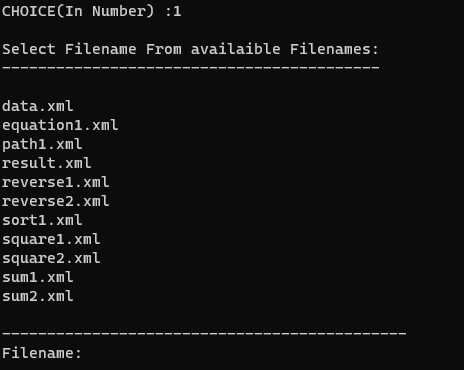 CHOICE(In Number) :1
Select Filename From availaible Filenames:
------------------------------------------
data.xml
equation1.xml
path1.xml
result.xml
reverse1.xml
reverse2.xml
sort1.xml
square1.xml
square2.xml
sum1.xml
sum2.xml
---------------------------------------------
Filename: